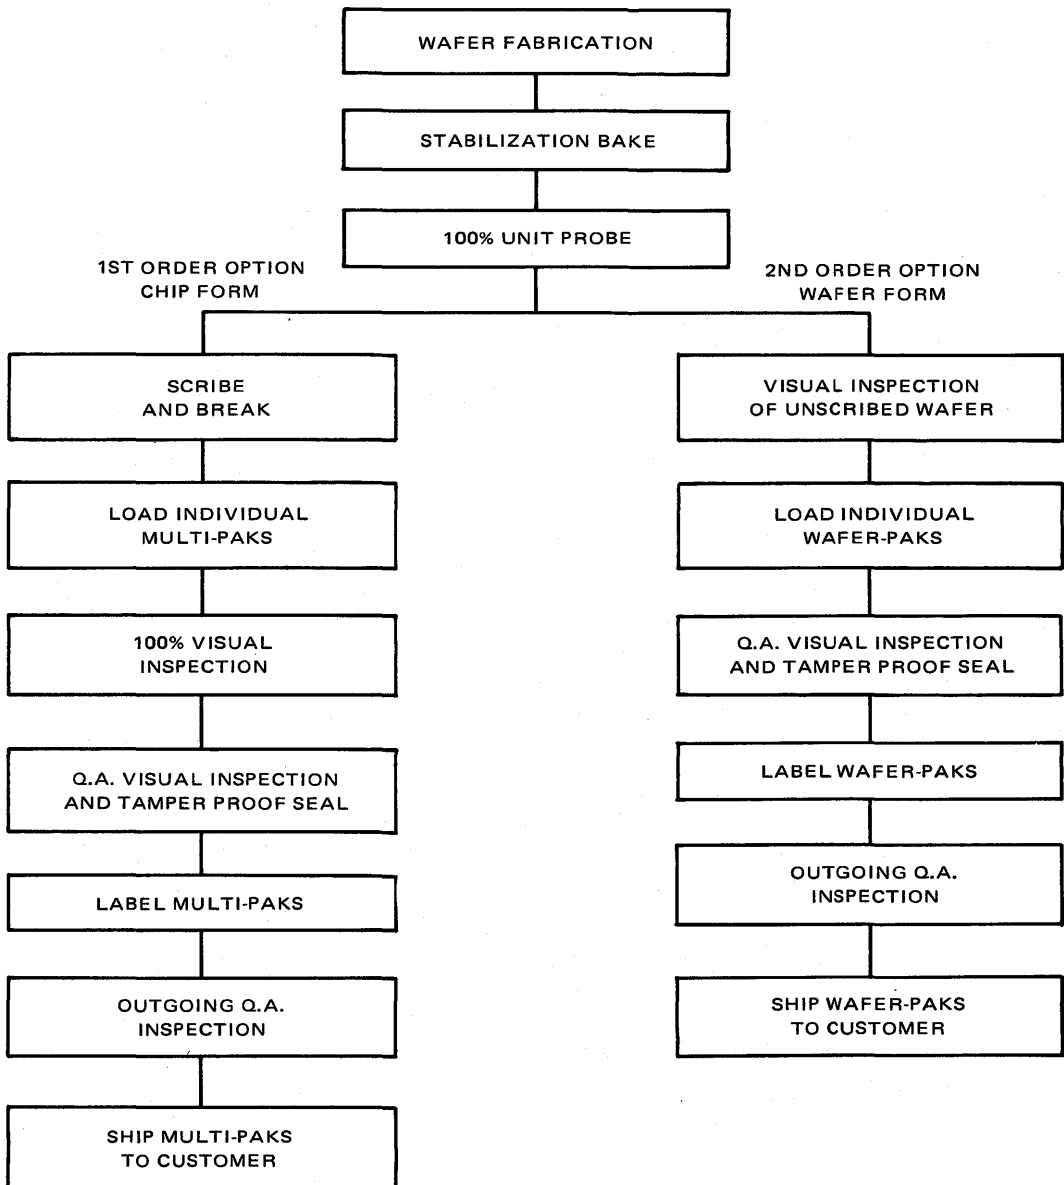 WAFER FABRICATION
STABILIZATION BAKE
100% UNIT PROBE
1ST ORDER OPTION
CHIP FORM
SCRIBE
AND BREAK
LOAD INDIVIDUAL
MULTI-PAKS
100% VISUAL
INSPECTION
Q.A. VISUAL INSPECTION
AND TAMPER PROOF SEAL
LABEL MULTI-PAKS
OUTGOING Q.A.
INSPECTION
SHIP MULTI-PAKS
TO CUSTOMER
2ND ORDER OPTION
WAFER FORM
VISUAL INSPECTION
OF UNSCRIBED WAFER
LOAD INDIVIDUAL
WAFER-PAKS
Q.A. VISUAL INSPECTION
AND TAMPER PROOF SEAL
LABEL WAFER-PAKS
OUTGOING Q.A.
INSPECTION
SHIP WAFER-PAKS
TO CUSTOMER